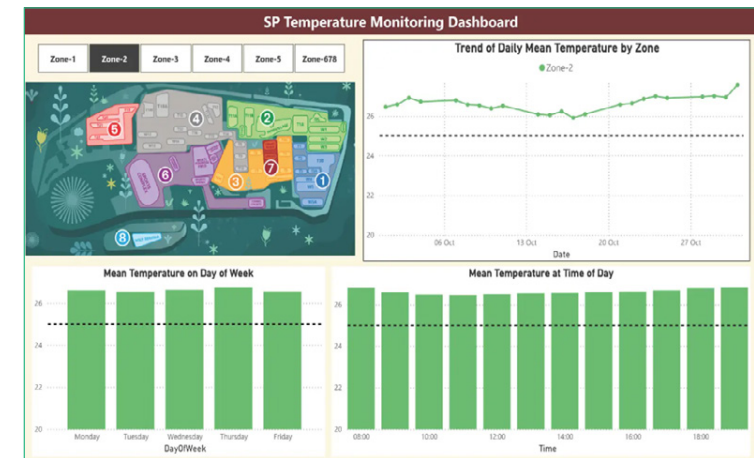 SP Temperature Monitoring Dashboard
Zone-1 Zone-2 Zone-3 Zone-4 Zone-5 Zone-678
Trend of Daily Mean Temperature by Zone
Zone-2
26
24
22
20
06 Oct 13 Oct 20 Oct 27 Oct
Date
4
2
5
7
6
3
1
8
Mean Temperature on Day of Week
26
24
22
20
Monday Tuesday Wednesday Thursday Friday
DayOfWeek
Mean Temperature at Time of Day
26
24
22
20
08:00 10:00 12:00 14:00 16:00 18:00
Time